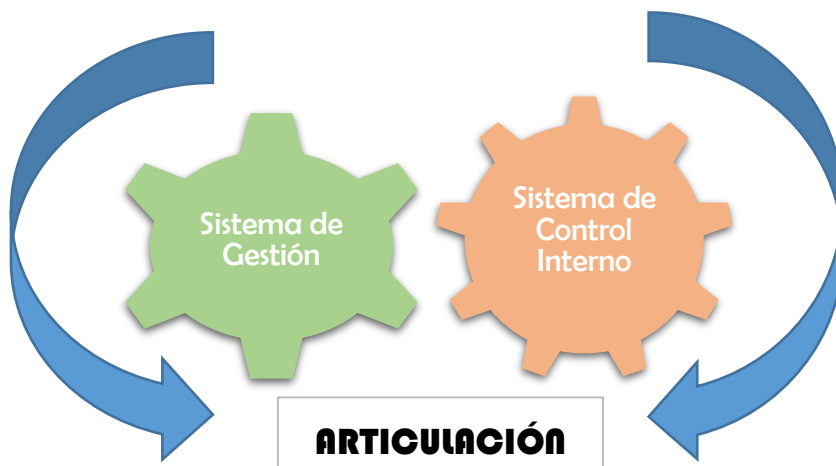 Sistema de
Gestión
Sistema de
Control
Interno
ARTICULACIÓN